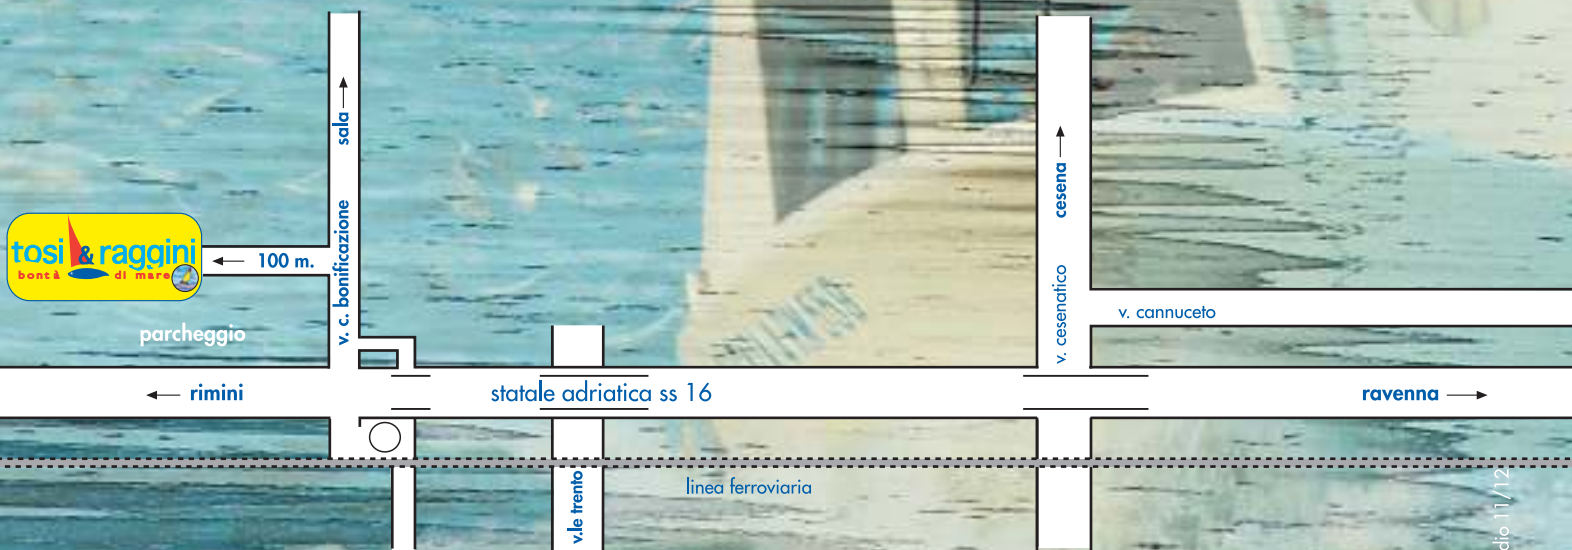 sala
cesena
v. c. bonificazione
tosi & raggini
bontà di mare
100 m.
v. cesenatico
v. cannuceto
parcheggio
rimini
statale adriatica ss 16
ravenna
linea ferroviaria
v.le trento
11/12